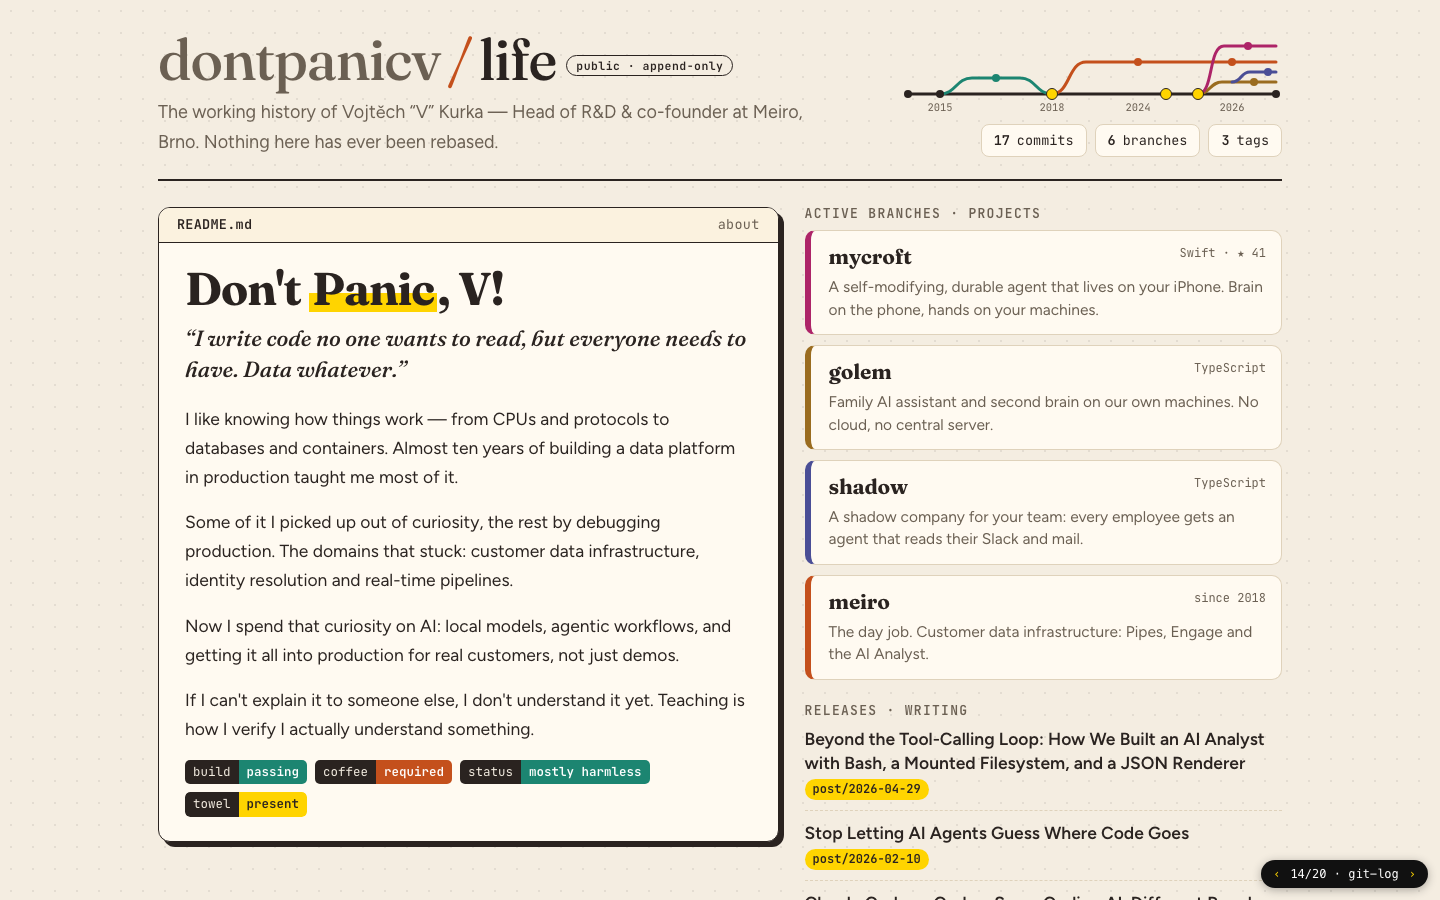 dontpanicv / life public · append-only
The working history of Vojtěch “V” Kurka — Head of R&D & co-founder at Meiro,
Brno. Nothing here has ever been rebased.
2015 2018 2024 2026
17 commits 6 branches 3 tags
README.md about
Don't Panic, V!
“I write code no one wants to read, but everyone needs to
have. Data whatever.”
I like knowing how things work — from CPUs and protocols to
databases and containers. Almost ten years of building a data platform
in production taught me most of it.
Some of it I picked up out of curiosity, the rest by debugging
production. The domains that stuck: customer data infrastructure,
identity resolution and real-time pipelines.
Now I spend that curiosity on AI: local models, agentic workflows, and
getting it all into production for real customers, not just demos.
If I can't explain it to someone else, I don't understand it yet. Teaching is
how I verify I actually understand something.
build passing coffee required status mostly harmless
towel present
ACTIVE BRANCHES · PROJECTS
mycroft Swift · ★ 41
A self-modifying, durable agent that lives on your iPhone. Brain
on the phone, hands on your machines.
golem TypeScript
Family AI assistant and second brain on our own machines. No
cloud, no central server.
shadow TypeScript
A shadow company for your team: every employee gets an
agent that reads their Slack and mail.
meiro since 2018
The day job. Customer data infrastructure: Pipes, Engage and
the AI Analyst.
RELEASES · WRITING
Beyond the Tool-Calling Loop: How We Built an AI Analyst
with Bash, a Mounted Filesystem, and a JSON Renderer
post/2026-04-29
Stop Letting AI Agents Guess Where Code Goes
post/2026-02-10
‹ 14/20 · git-log ›